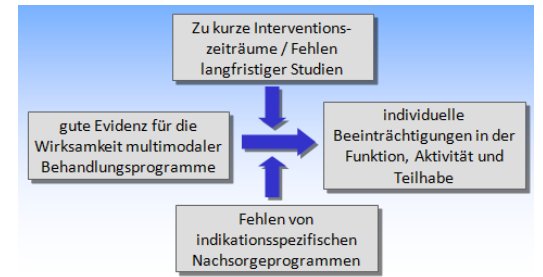 Zu kurze Interventions-
zeiträume / Fehlen
langfristiger Studien
gute Evidenz für die
Wirksamkeit multimodaler
Behandlungsprogramme
individuelle
Beeinträchtigungen in der
Funktion, Aktivität und
Teilhabe
Fehlen von
indikationsspezifischen
Nachsorgeprogrammen